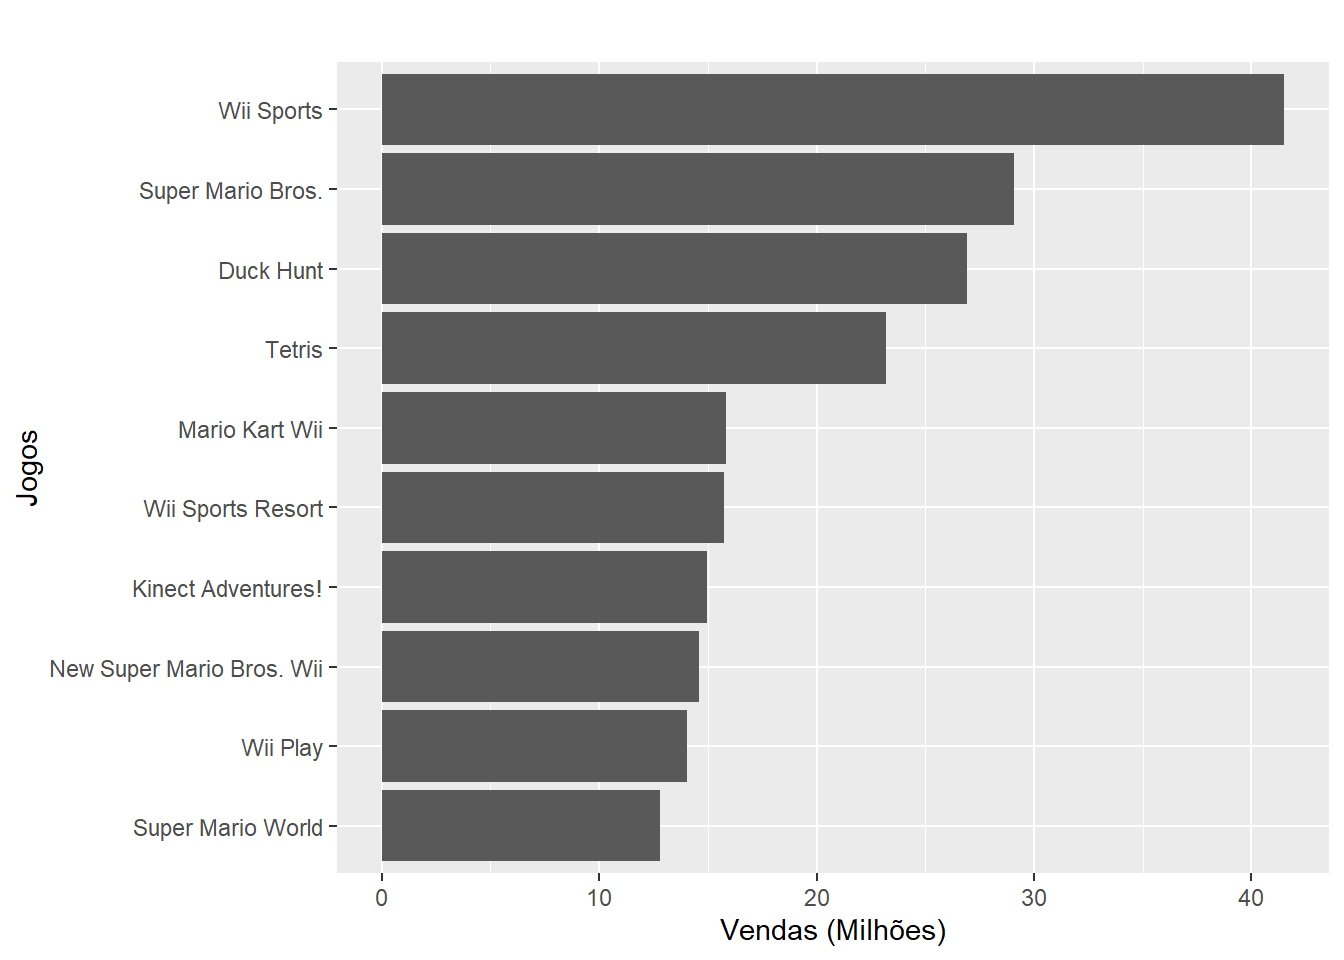 Wii Sports
Super Mario Bros.
Duck Hunt
Tetris
Mario Kart Wii
Wii Sports Resort
Kinect Adventures!
New Super Mario Bros. Wii
Wii Play
Super Mario World
Jogos
0 10 20 30 40
Vendas (Milhões)